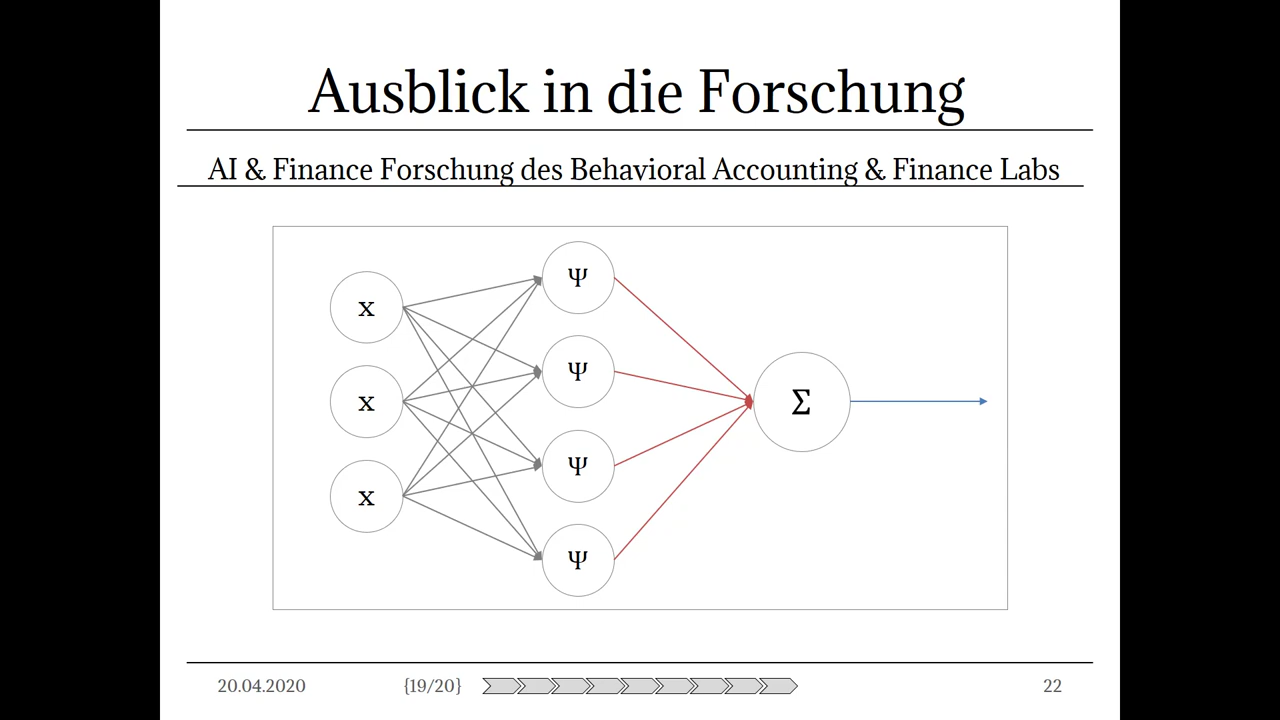 Ausblick in die Forschung
AI & Finance Forschung des Behavioral Accounting & Finance Labs
x
x
x
Ψ
Ψ
Ψ
Ψ
Σ
20.04.2020
{19/20}
22